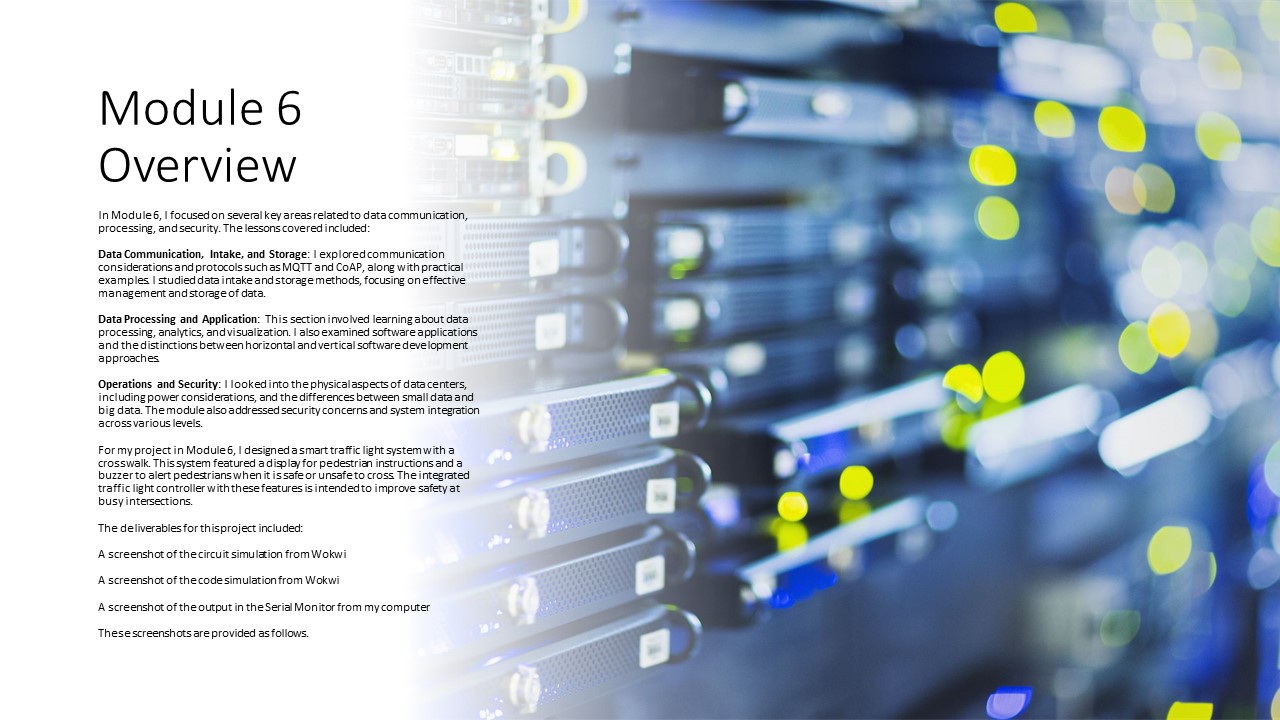 Module 6
Overview
In Module 6, I focused on several key areas related to data communication,
processing, and security. The lessons covered included:
Data Communication, Intake, and Storage: I explored communication
considerations and protocols such as MQTT and CoAP, along with practical
examples. I studied data intake and storage methods, focusing on effective
management and storage of data.
Data Processing and Application: This section involved learning about data
processing, analytics, and visualization. I also examined software applications
and the distinctions between horizontal and vertical software development
approaches.
Operations and Security: I looked into the physical aspects of data centers,
including power considerations, and the differences between small data and
big data. The module also addressed security concerns and system integration
across various levels.
For my project in Module 6, I designed a smart traffic light system with a
crosswalk. This system featured a display for pedestrian instructions and a
buzzer to alert pedestrians when it is safe or unsafe to cross. The integrated
traffic light controller with these features is intended to improve safety at
busy intersections.
The deliverables for this project included:
A screenshot of the circuit simulation from Wokwi
A screenshot of the code simulation from Wokwi
A screenshot of the output in the Serial Monitor from my computer
These screenshots are provided as follows.